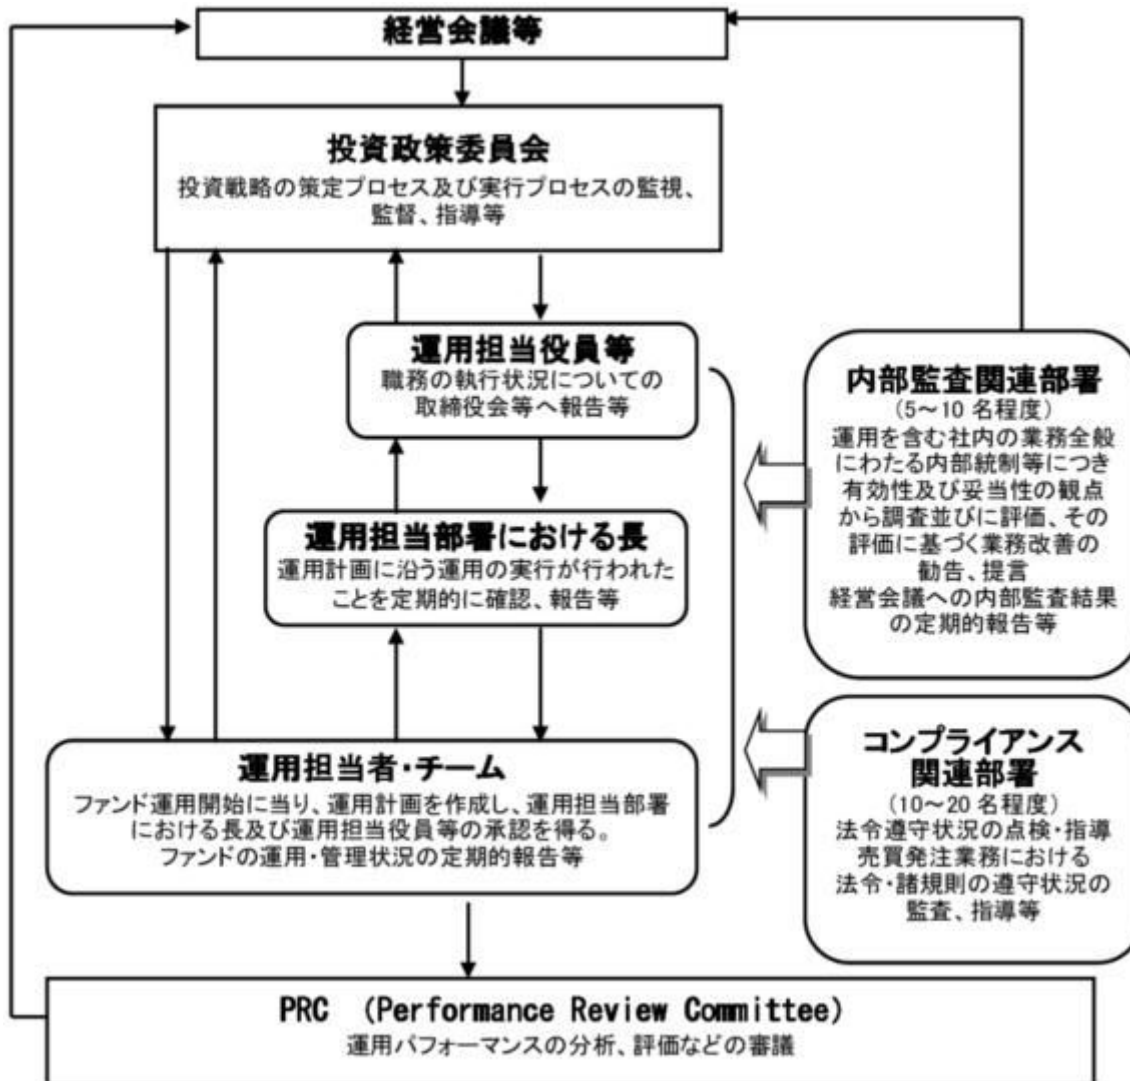 経営会議等
投資政策委員会
投資戦略の策定プロセス及び実行プロセスの監視、
監督、指導等
運用担当役員等
職務の執行状況についての
取締役会等へ報告等
運用担当部署における長
運用計画に沿う運用の実行が行われた
ことを定期的に確認、報告等
運用担当者・チーム
ファンド運用開始に当り、運用計画を作成し、運用担当部署
における長及び運用担当役員等の承認を得る。
ファンドの運用・管理状況の定期的報告等
内部監査関連部署
(5～10 名程度)
運用を含む社内の業務全般
にわたる内部統制等につき
有効性及び妥当性の観点
から調査並びに評価、その
評価に基づく業務改善の
勧告、提言
経営会議への内部監査結果
の定期的報告等
コンプライアンス
関連部署
(10～20 名程度)
法令遵守状況の点検・指導
売買発注業務における
法令・諸規則の遵守状況の
監査、指導等
PRC (Performance Review Committee)
運用パフォーマンスの分析、評価などの審議